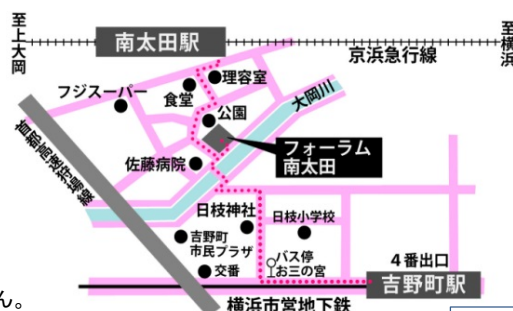 至上大岡
南太田駅
京浜急行線
至横浜
理容室
フジスーパー
食堂
公園
大岡川
首都高速狩場線
フォーラム
南太田
佐藤病院
日枝神社
日枝小学校
吉野町
市民プラザ
バス停
お三の宮
４番出口
交番
吉野町駅
横浜市営地下鉄
ん。